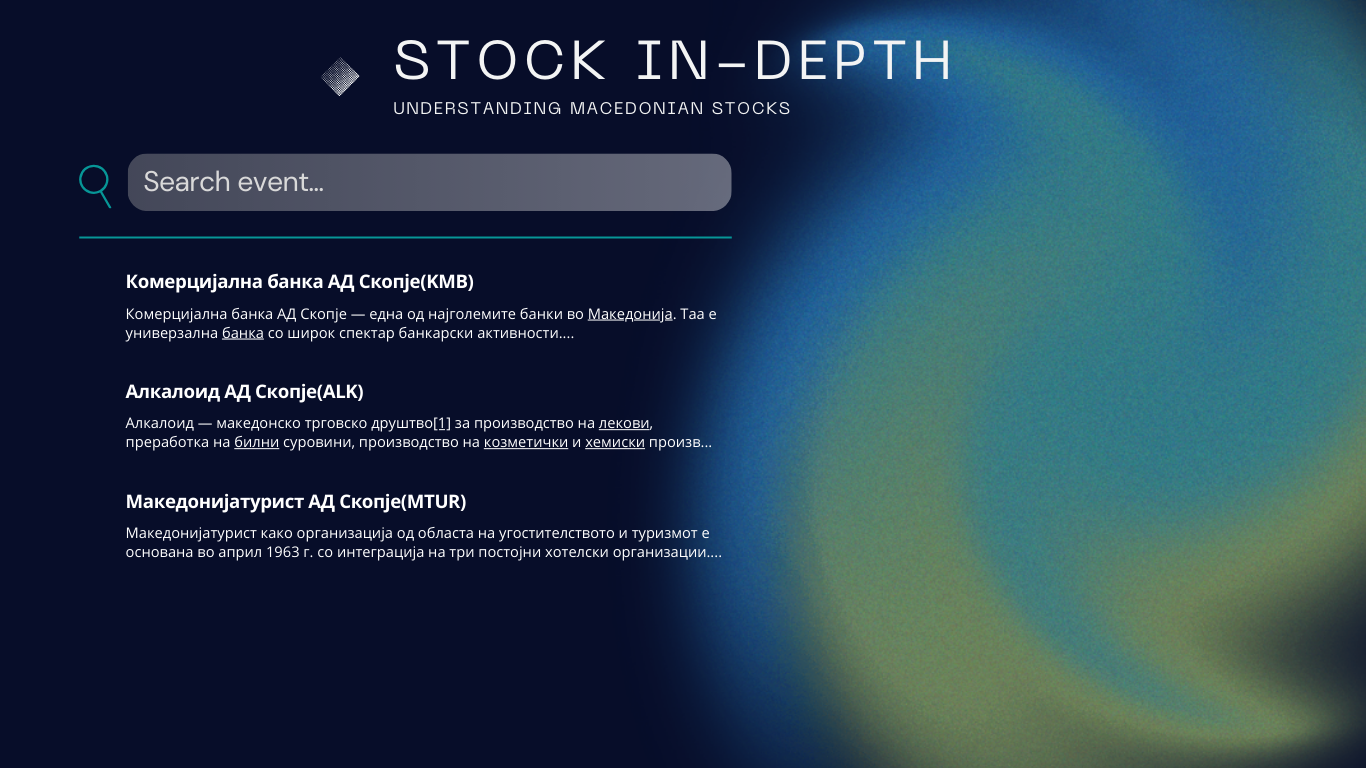 STOCK IN–DEPTH
UNDERSTANDING MACEDONIAN STOCKS
Search event...
Комерцијална банка АД Скопје(KMB)
Комерцијална банка АД Скопје — една од најголемите банки во Македонија. Таа е
универзална банка со широк спектар банкарски активности....
Алкалоид АД Скопје(ALK)
Алкалоид — македонско трговско друштво[1] за производство на лекови,
преработка на билни суровини, производство на козметички и хемиски произв...
Македонијатурист АД Скопје(MTUR)
Македонијатурист како организација од областа на угостителството и туризмот е
основана во април 1963 г. со интеграција на три постојни хотелски организации....